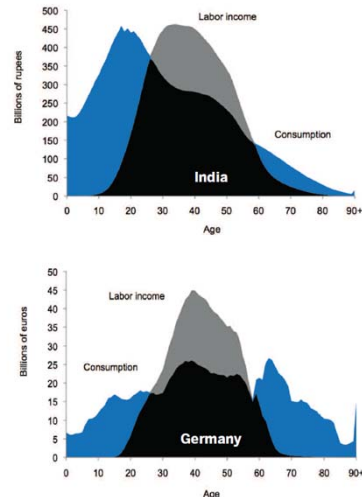 Billions of rupees
500
450
400
350
300
250
200
150
100
50
0
Labor income
Consumption
India
0 10 20 30 40 50 60 70 80 90+
Age
Billions of euros
50
45
40
35
30
25
20
15
10
5
0
Labor income
Consumption
Germany
0 10 20 30 40 50 60 70 80 90+
Age